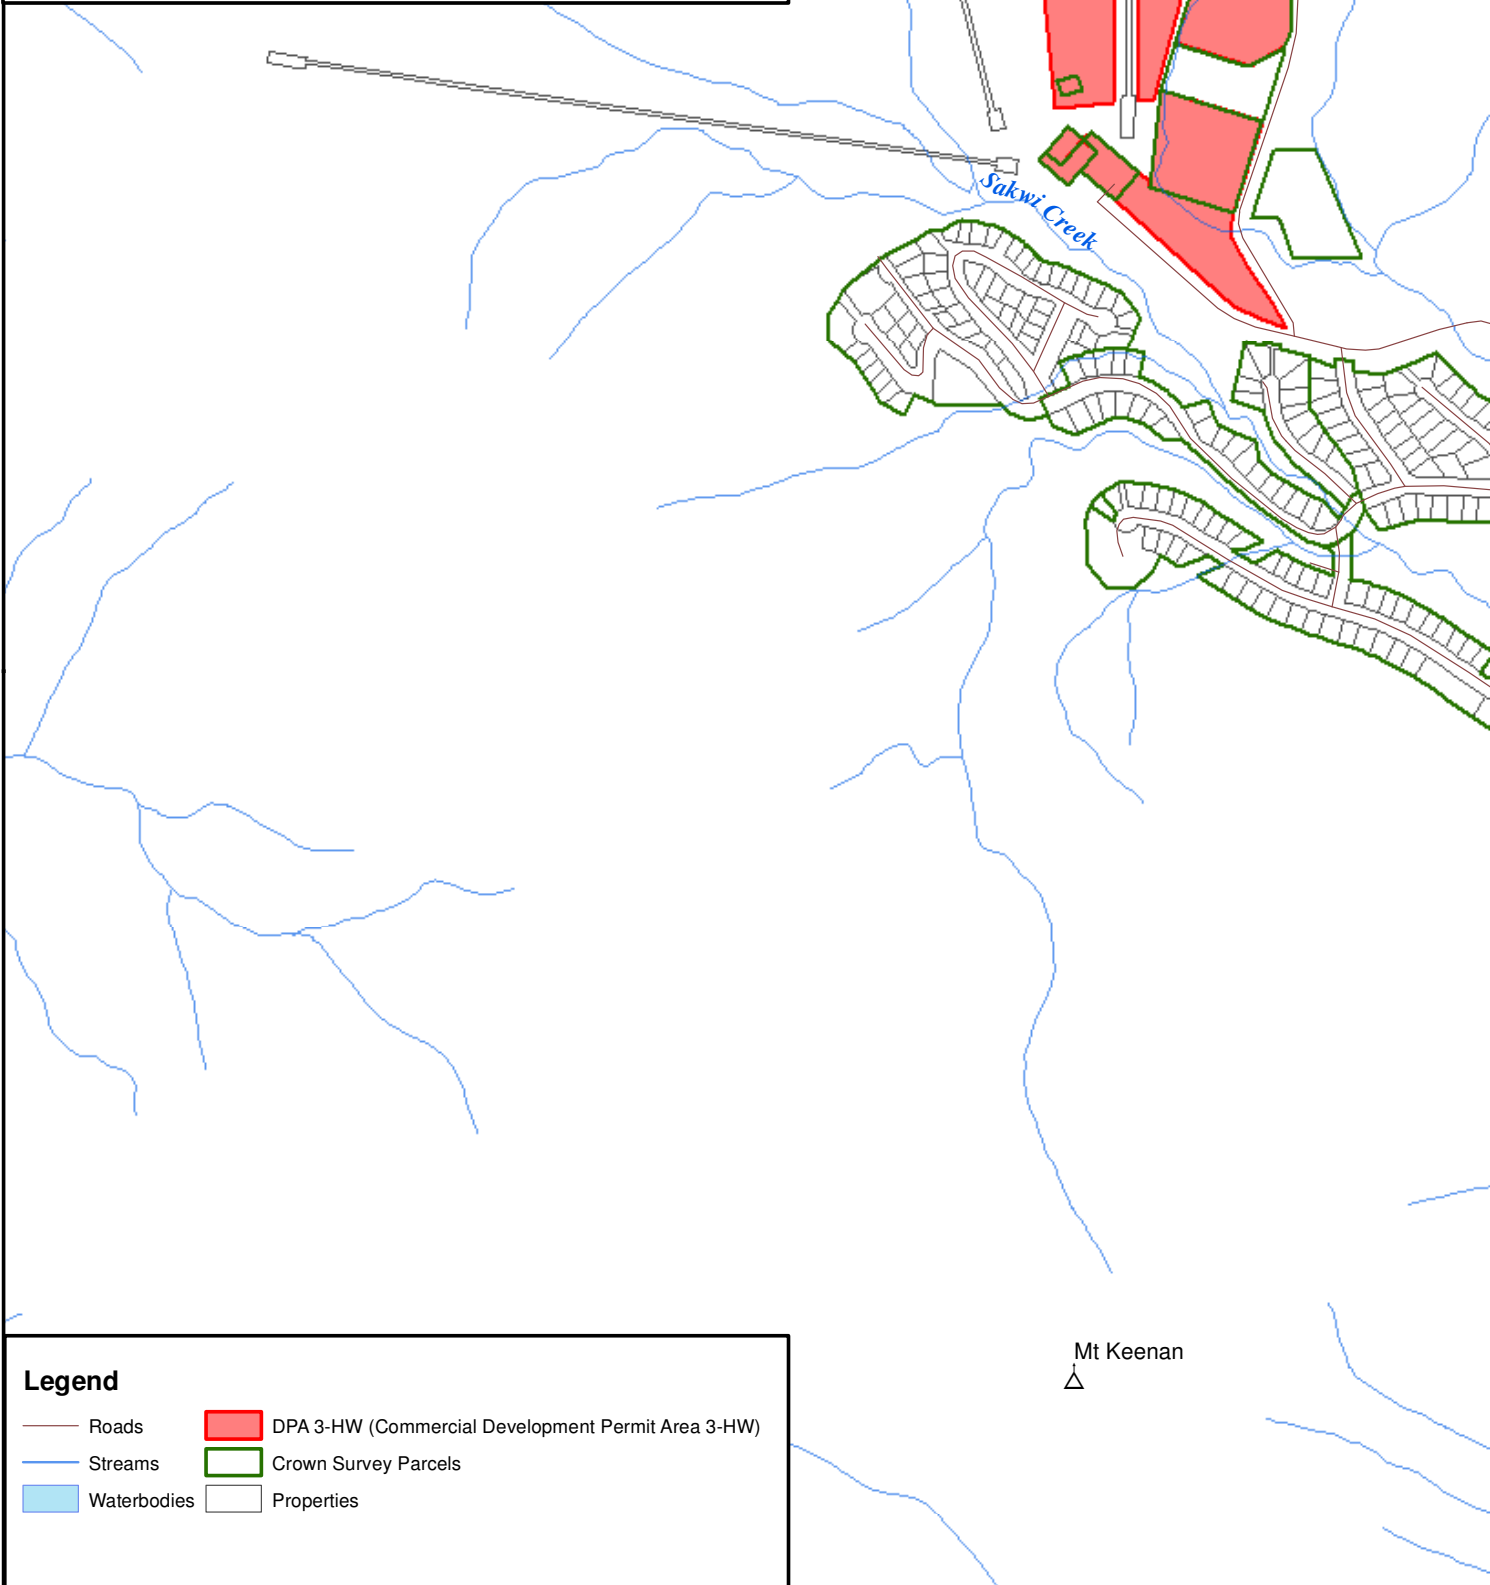 Sakwi Creek
Mt Keenan
Legend
Roads
DPA 3-HW (Commercial Development Permit Area 3-HW)
Streams
Crown Survey Parcels
Waterbodies
Properties